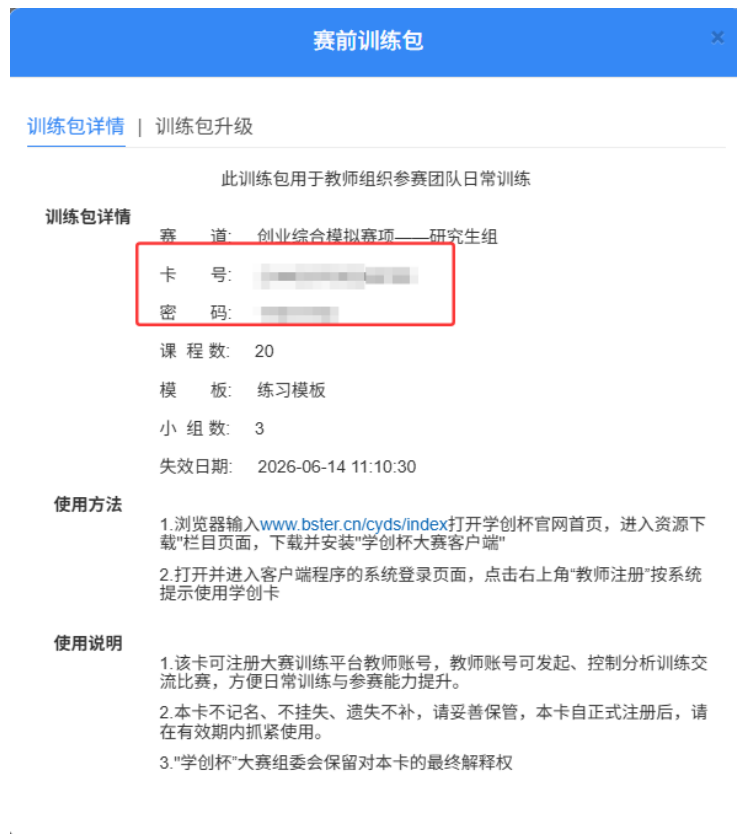 赛前训练包
×
训练包详情 | 训练包升级
此训练包用于教师组织参赛团队日常训练
训练包详情
赛 道: 创业综合模拟赛项——研究生组
卡 号:
密 码:
课 程 数: 20
模 板: 练习模板
小 组 数: 3
失效日期: 2026-06-14 11:10:30
使用方法
1.浏览器输入www.bster.cn/cyds/index打开学创杯官网首页，进入资源下
载"栏目页面，下载并安装"学创杯大赛客户端"
2.打开并进入客户端程序的系统登录页面，点击右上角“教师注册”按系统
提示使用学创卡
使用说明
1.该卡可注册大赛训练平台教师账号，教师账号可发起、控制分析训练交
流比赛，方便日常训练与参赛能力提升。
2.本卡不记名、不挂失、遗失不补，请妥善保管，本卡自正式注册后，请
在有效期内抓紧使用。
3."学创杯"大赛组委会保留对本卡的最终解释权